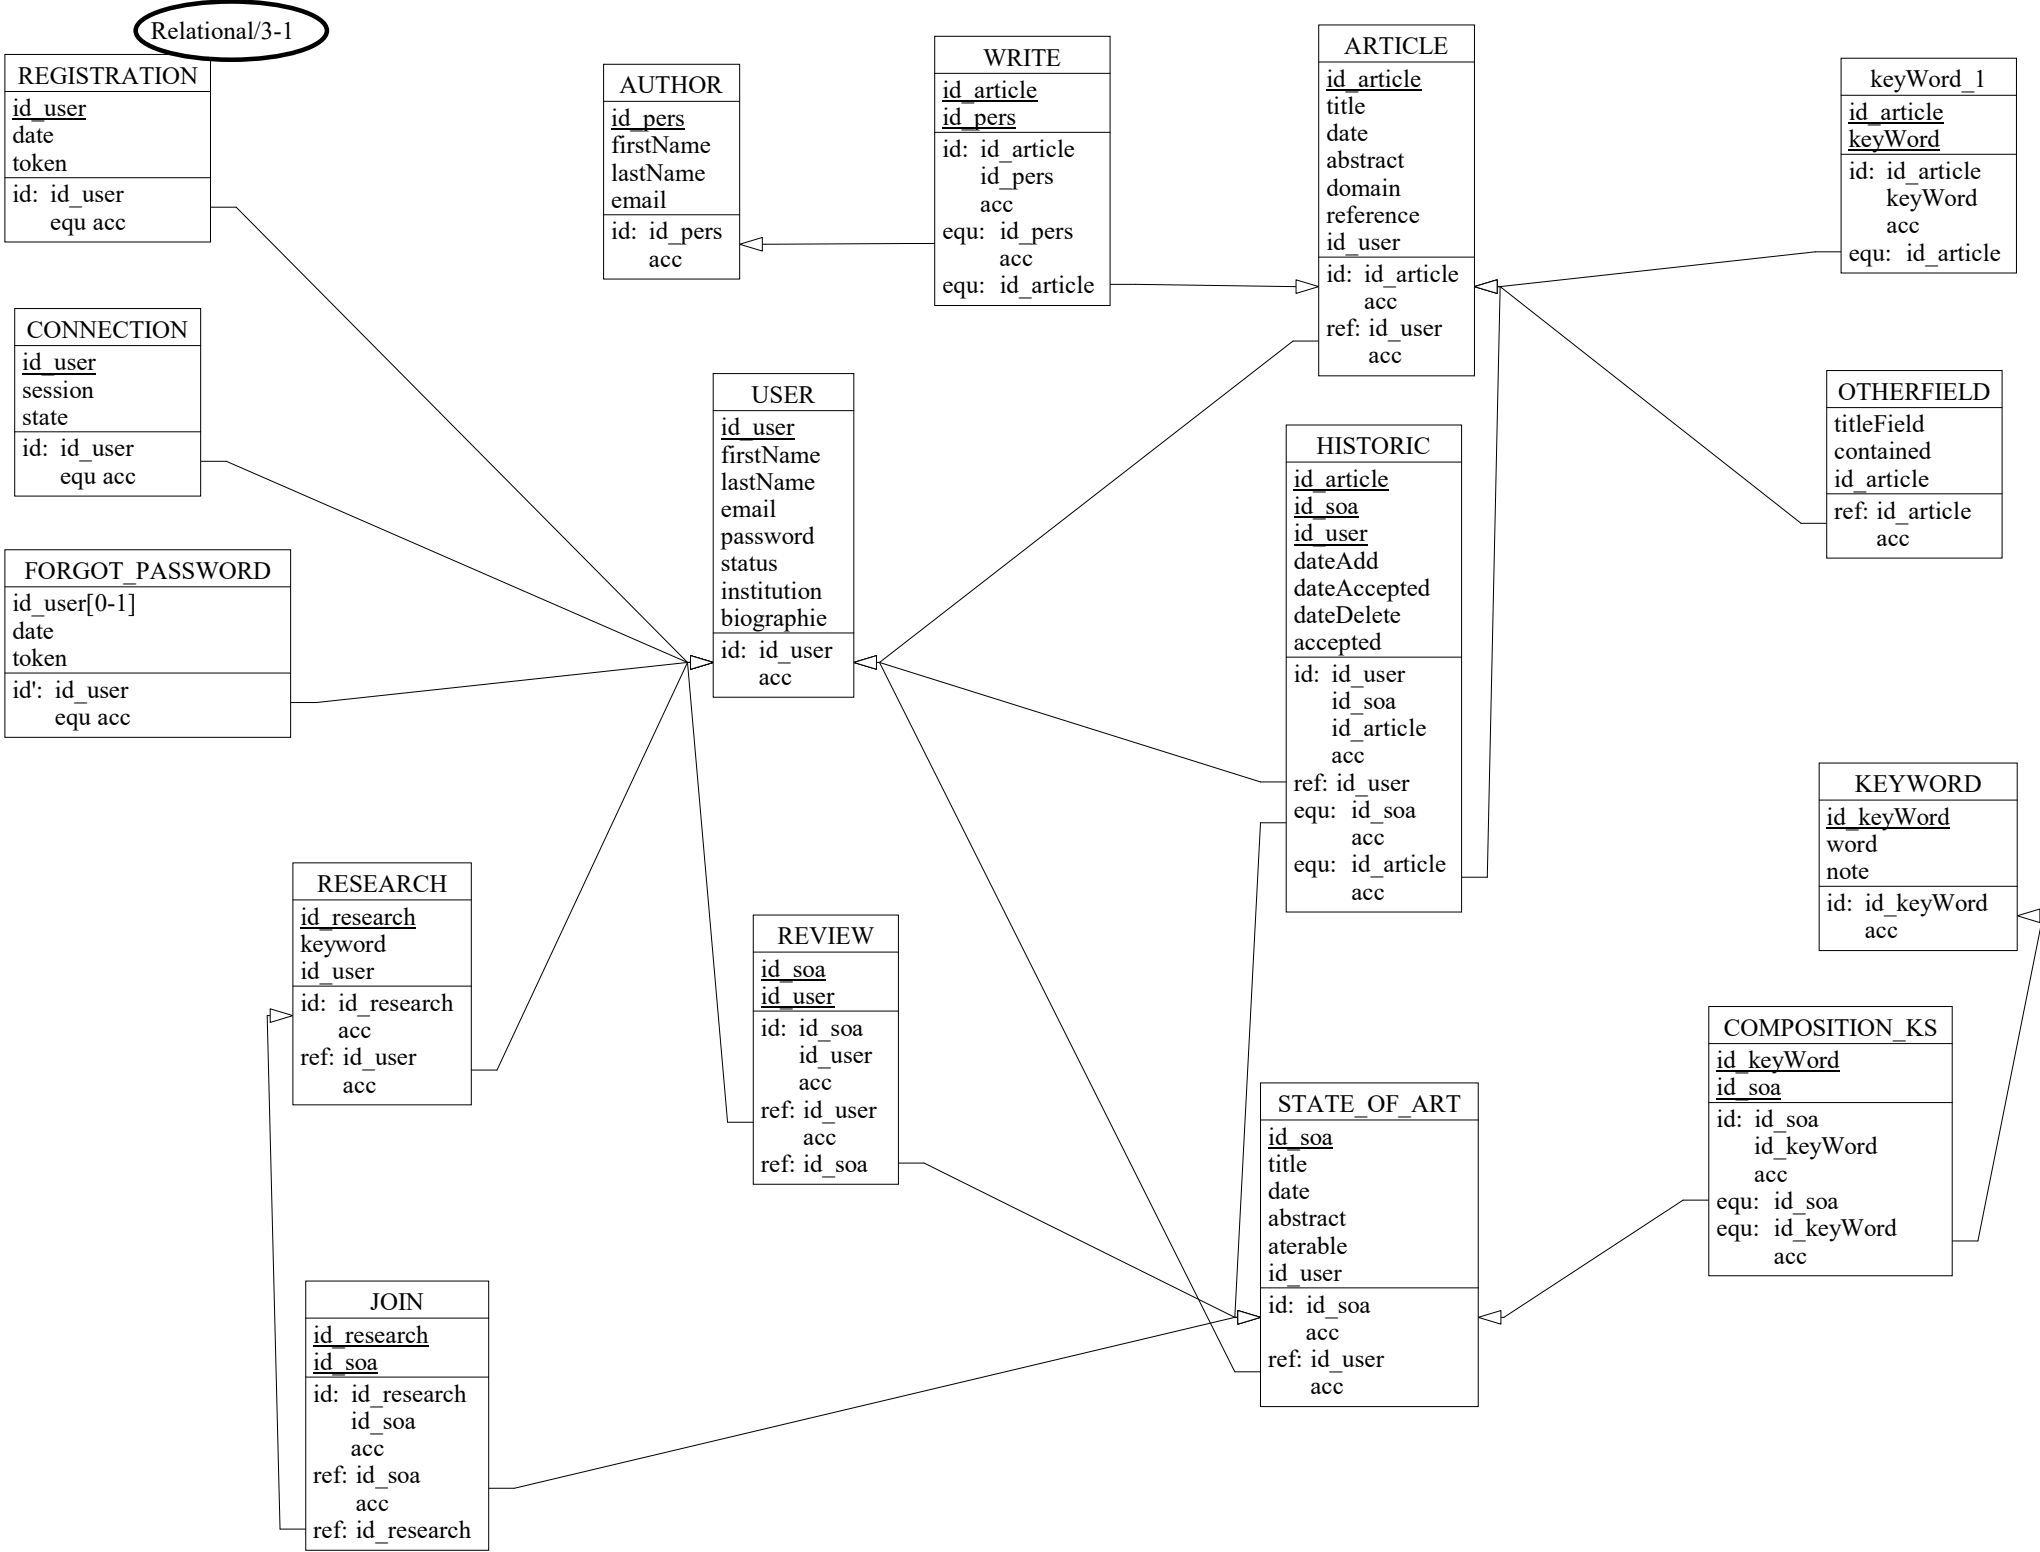 Relational/3-1
REGISTRATION
id_user
date
token
id: id_user
equ acc
CONNECTION
id_user
session
state
id: id_user
equ acc
FORGOT_PASSWORD
id_user[0-1]
date
token
id': id_user
equ acc
AUTHOR
id_pers
firstName
lastName
email
id: id_pers
acc
WRITE
id_article
id_pers
id: id_article
id_pers
acc
equ: id_pers
acc
equ: id_article
ARTICLE
id_article
title
date
abstract
domain
reference
id_user
id: id_article
acc
ref: id_user
acc
keyWord_1
id_article
keyWord
id: id_article
keyWord
acc
equ: id_article
USER
id_user
firstName
lastName
email
password
status
institution
biographie
id: id_user
acc
HISTORIC
id_article
id_soa
id_user
dateAdd
dateAccepted
dateDelete
accepted
id: id_user
id_soa
id_article
acc
ref: id_user
equ: id_soa
acc
equ: id_article
acc
OTHERFIELD
titleField
contained
id_article
ref: id_article
acc
KEYWORD
id_keyWord
word
note
id: id_keyWord
acc
RESEARCH
id_research
keyword
id_user
id: id_research
acc
ref: id_user
acc
REVIEW
id_soa
id_user
id: id_soa
id_user
acc
ref: id_user
acc
ref: id_soa
STATE_OF_ART
id_soa
title
date
abstract
aterable
id_user
id: id_soa
acc
ref: id_user
acc
COMPOSITION_KS
id_keyWord
id_soa
id: id_soa
id_keyWord
acc
equ: id_soa
equ: id_keyWord
acc
JOIN
id_research
id_soa
id: id_research
id_soa
acc
ref: id_soa
acc
ref: id_research